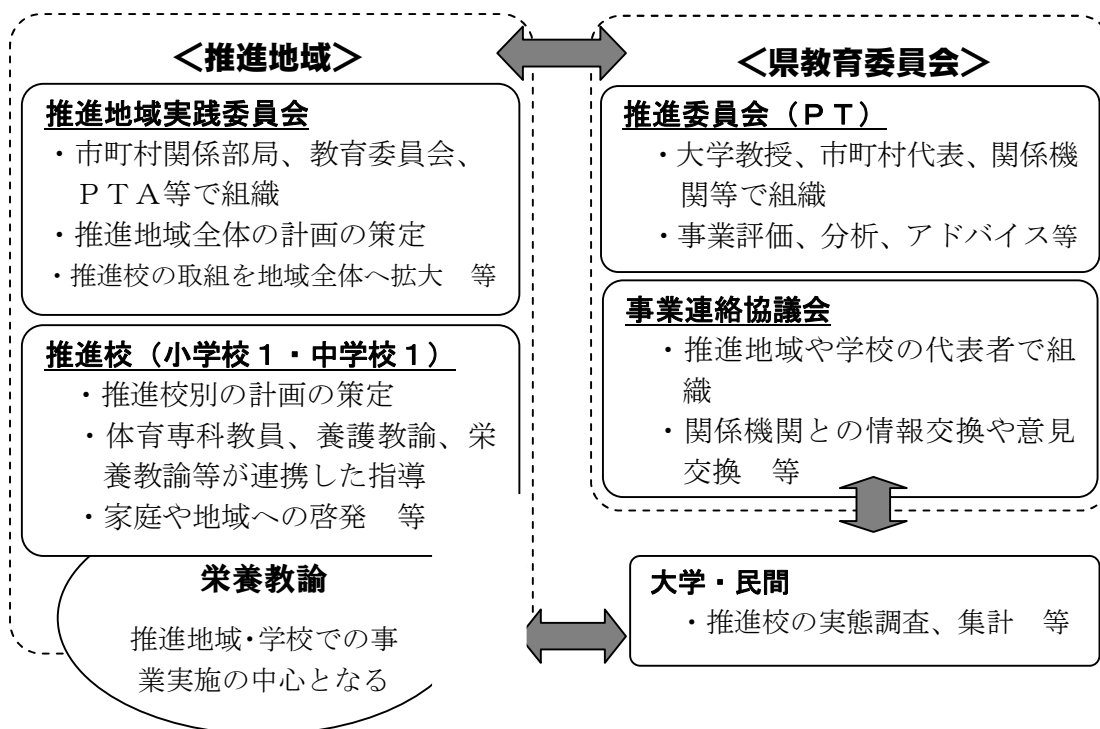 ＜推進地域＞
推進地域実践委員会
・市町村関係部局、教育委員会、
ＰＴＡ等で組織
・推進地域全体の計画の策定
・推進校の取組を地域全体へ拡大　等
推進校（小学校１・中学校１）
・推進校別の計画の策定
・体育専科教員、養護教諭、栄
養教諭等が連携した指導
・家庭や地域への啓発　等
栄養教諭
推進地域・学校での事
業実施の中心となる
＜県教育委員会＞
推進委員会（ＰＴ）
・大学教授、市町村代表、関係機
関等で組織
・事業評価、分析、アドバイス等
事業連絡協議会
・推進地域や学校の代表者で組
織
・関係機関との情報交換や意見
交換　等
大学・民間
・推進校の実態調査、集計　等